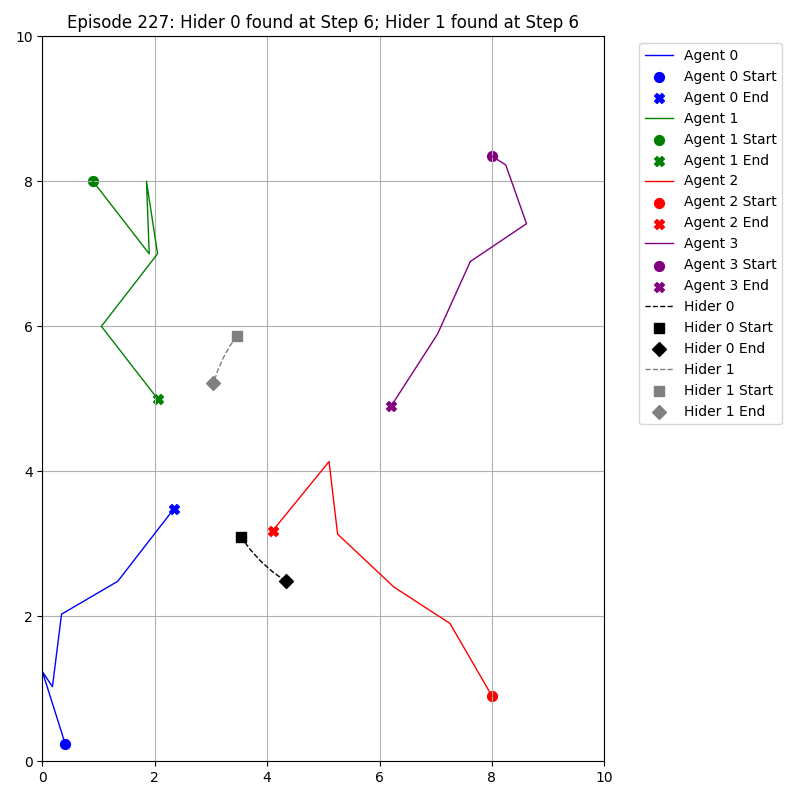 Episode 227: Hider 0 found at Step 6; Hider 1 found at Step 6
10
8
6
4
2
0
0 2 4 6 8 10
Agent 0
Agent 0 Start
Agent 0 End
Agent 1
Agent 1 Start
Agent 1 End
Agent 2
Agent 2 Start
Agent 2 End
Agent 3
Agent 3 Start
Agent 3 End
Hider 0
Hider 0 Start
Hider 0 End
Hider 1
Hider 1 Start
Hider 1 End